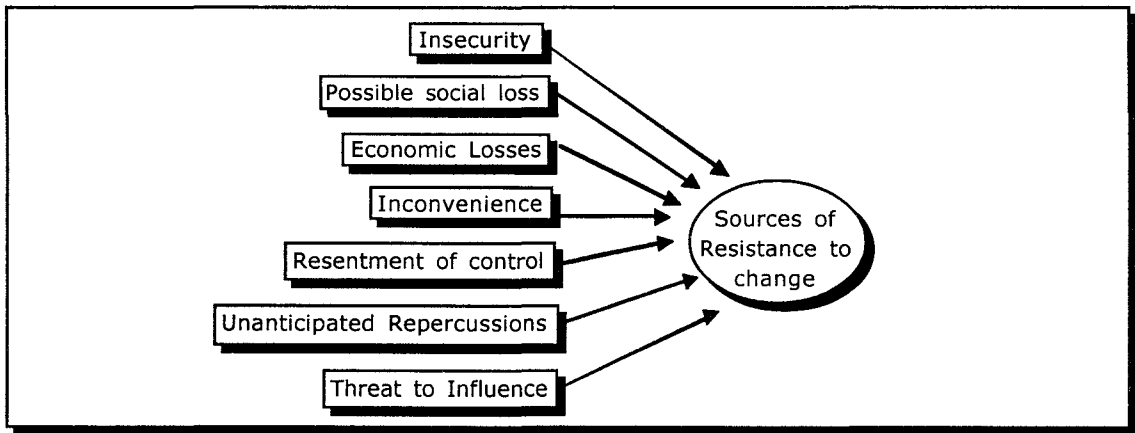 Insecurity
Possible social loss
Economic Losses
Inconvenience
Resentment of control
Unanticipated Repercussions
Threat to Influence
Sources of
Resistance to
change